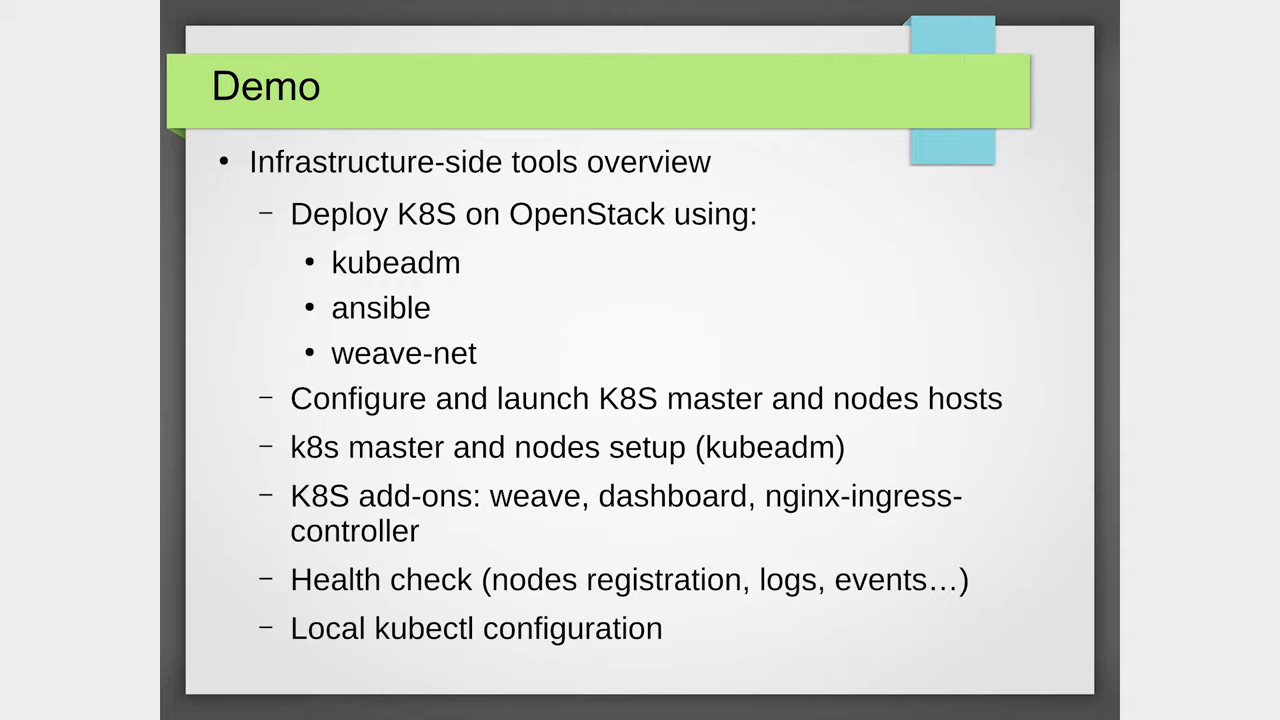 Demo
• Infrastructure-side tools overview
– Deploy K8S on OpenStack using:
• kubeadm
• ansible
• weave-net
– Configure and launch K8S master and nodes hosts
– k8s master and nodes setup (kubeadm)
– K8S add-ons: weave, dashboard, nginx-ingress-
controller
– Health check (nodes registration, logs, events…)
– Local kubectl configuration